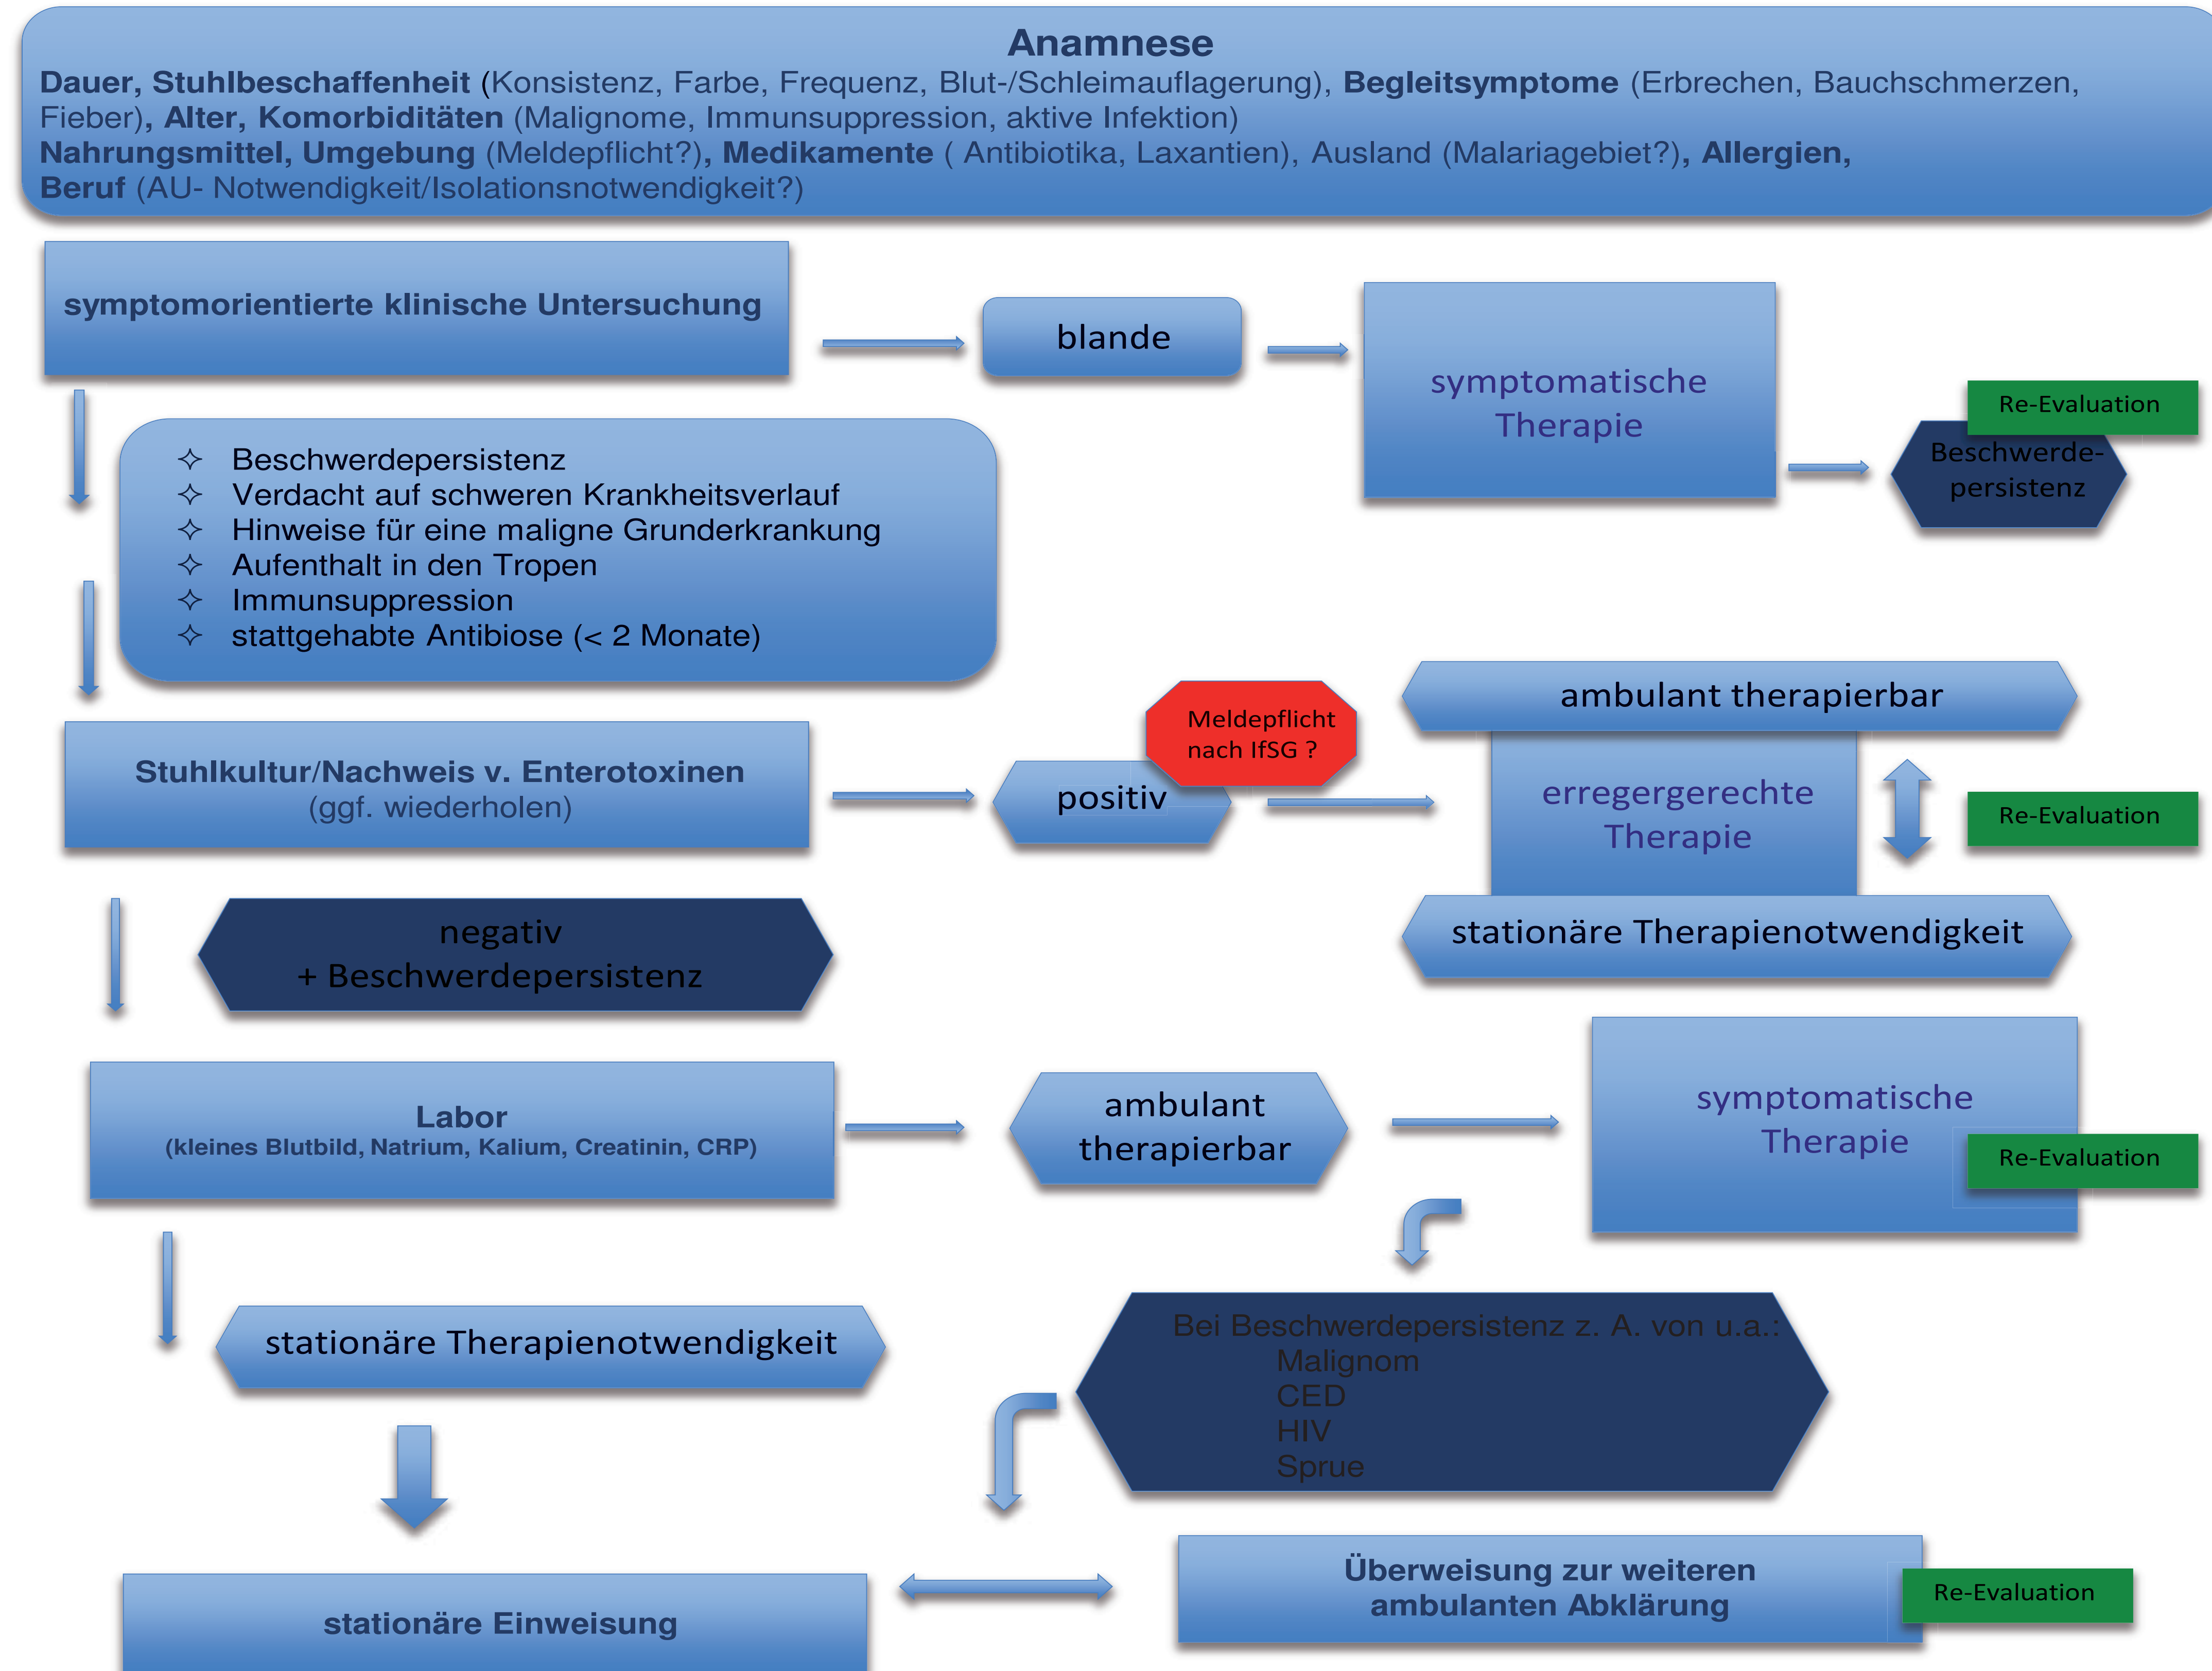 Anamnese
Dauer, Stuhlbeschaffenheit (Konsistenz, Farbe, Frequenz, Blut-/Schleimauflagerung), Begleitsymptome (Erbrechen, Bauchschmerzen,
Fieber), Alter, Komorbiditäten (Malignome, Immunsuppression, aktive Infektion)
Nahrungsmittel, Umgebung (Meldepflicht?), Medikamente ( Antibiotika, Laxantien), Ausland (Malariagebiet?), Allergien,
Beruf (AU- Notwendigkeit/Isolationsnotwendigkeit?)
symptomorientierte klinische Untersuchung
blande
symptomatische
Therapie
Re-Evaluation
Beschwerde-
persistenz
✧ Beschwerdepersistenz
✧ Verdacht auf schweren Krankheitsverlauf
✧ Hinweise für eine maligne Grunderkrankung
✧ Aufenthalt in den Tropen
✧ Immunsuppression
✧ stattgehabte Antibiose (< 2 Monate)
Stuhlkultur/Nachweis v. Enterotoxinen
(ggf. wiederholen)
positiv
Meldepflicht
nach IfSG ?
ambulant therapierbar
erregergerechte
Therapie
stationäre Therapienotwendigkeit
Re-Evaluation
negativ
+ Beschwerdepersistenz
Labor
(kleines Blutbild, Natrium, Kalium, Creatinin, CRP)
ambulant
therapierbar
symptomatische
Therapie
Re-Evaluation
stationäre Therapienotwendigkeit
Bei Beschwerdepersistenz z. A. von u.a.:
Malignom
CED
HIV
Sprue
stationäre Einweisung
Überweisung zur weiteren
ambulanten Abklärung
Re-Evaluation